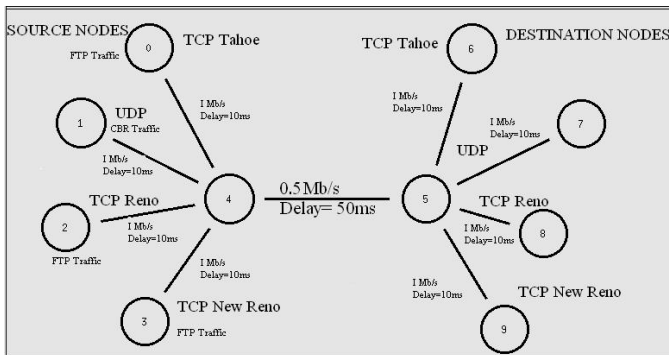 SOURCE NODES
TCP Tahoe
FTP Traffic
0
I Mb/s
Delay=10ms
UDP
CBR Traffic
1
I Mb/s
Delay=10ms
TCP Reno
2
I Mb/s
Delay=10ms
FTP Traffic
I Mb/s
Delay=10ms
TCP New Reno
3
FTP Traffic
4
0.5 Mb/s
Delay= 50ms
5
TCP Tahoe
6
DESTINATION NODES
I Mb/s
Delay=10ms
I Mb/s
Delay=10ms
7
UDP
TCP Reno
I Mb/s
Delay=10ms
8
I Mb/s
Delay=10ms
TCP New Reno
9